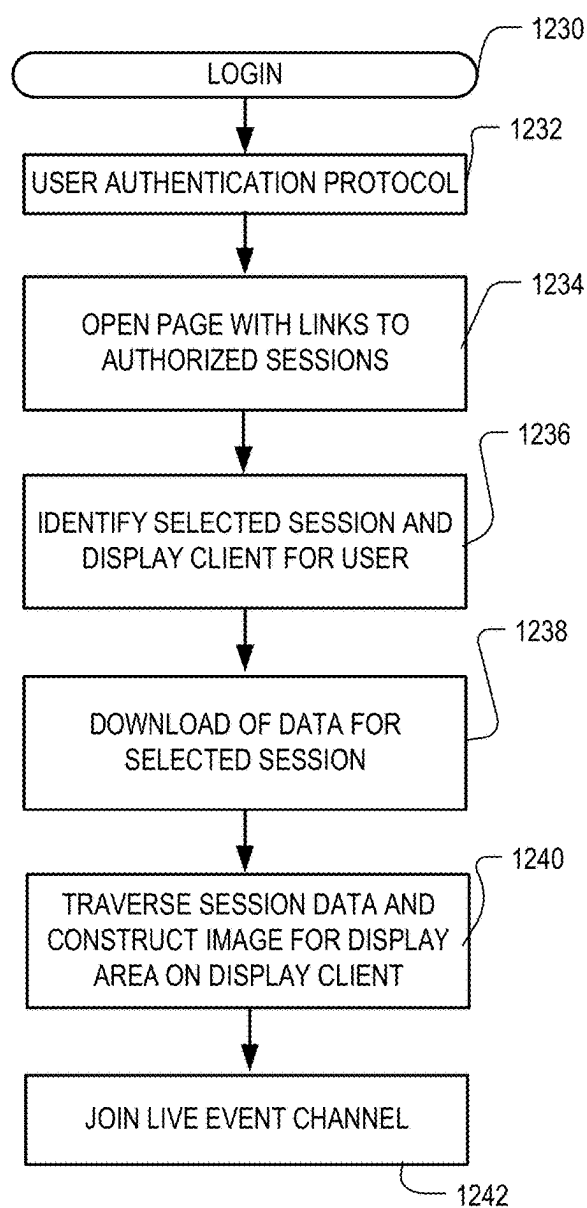 1230
LOGIN
1232
USER AUTHENTICATION PROTOCOL
1234
OPEN PAGE WITH LINKS TO
AUTHORIZED SESSIONS
1236
IDENTIFY SELECTED SESSION AND
DISPLAY CLIENT FOR USER
1238
DOWNLOAD OF DATA FOR
SELECTED SESSION
1240
TRAVERSE SESSION DATA AND
CONSTRUCT IMAGE FOR DISPLAY
AREA ON DISPLAY CLIENT
JOIN LIVE EVENT CHANNEL
1242